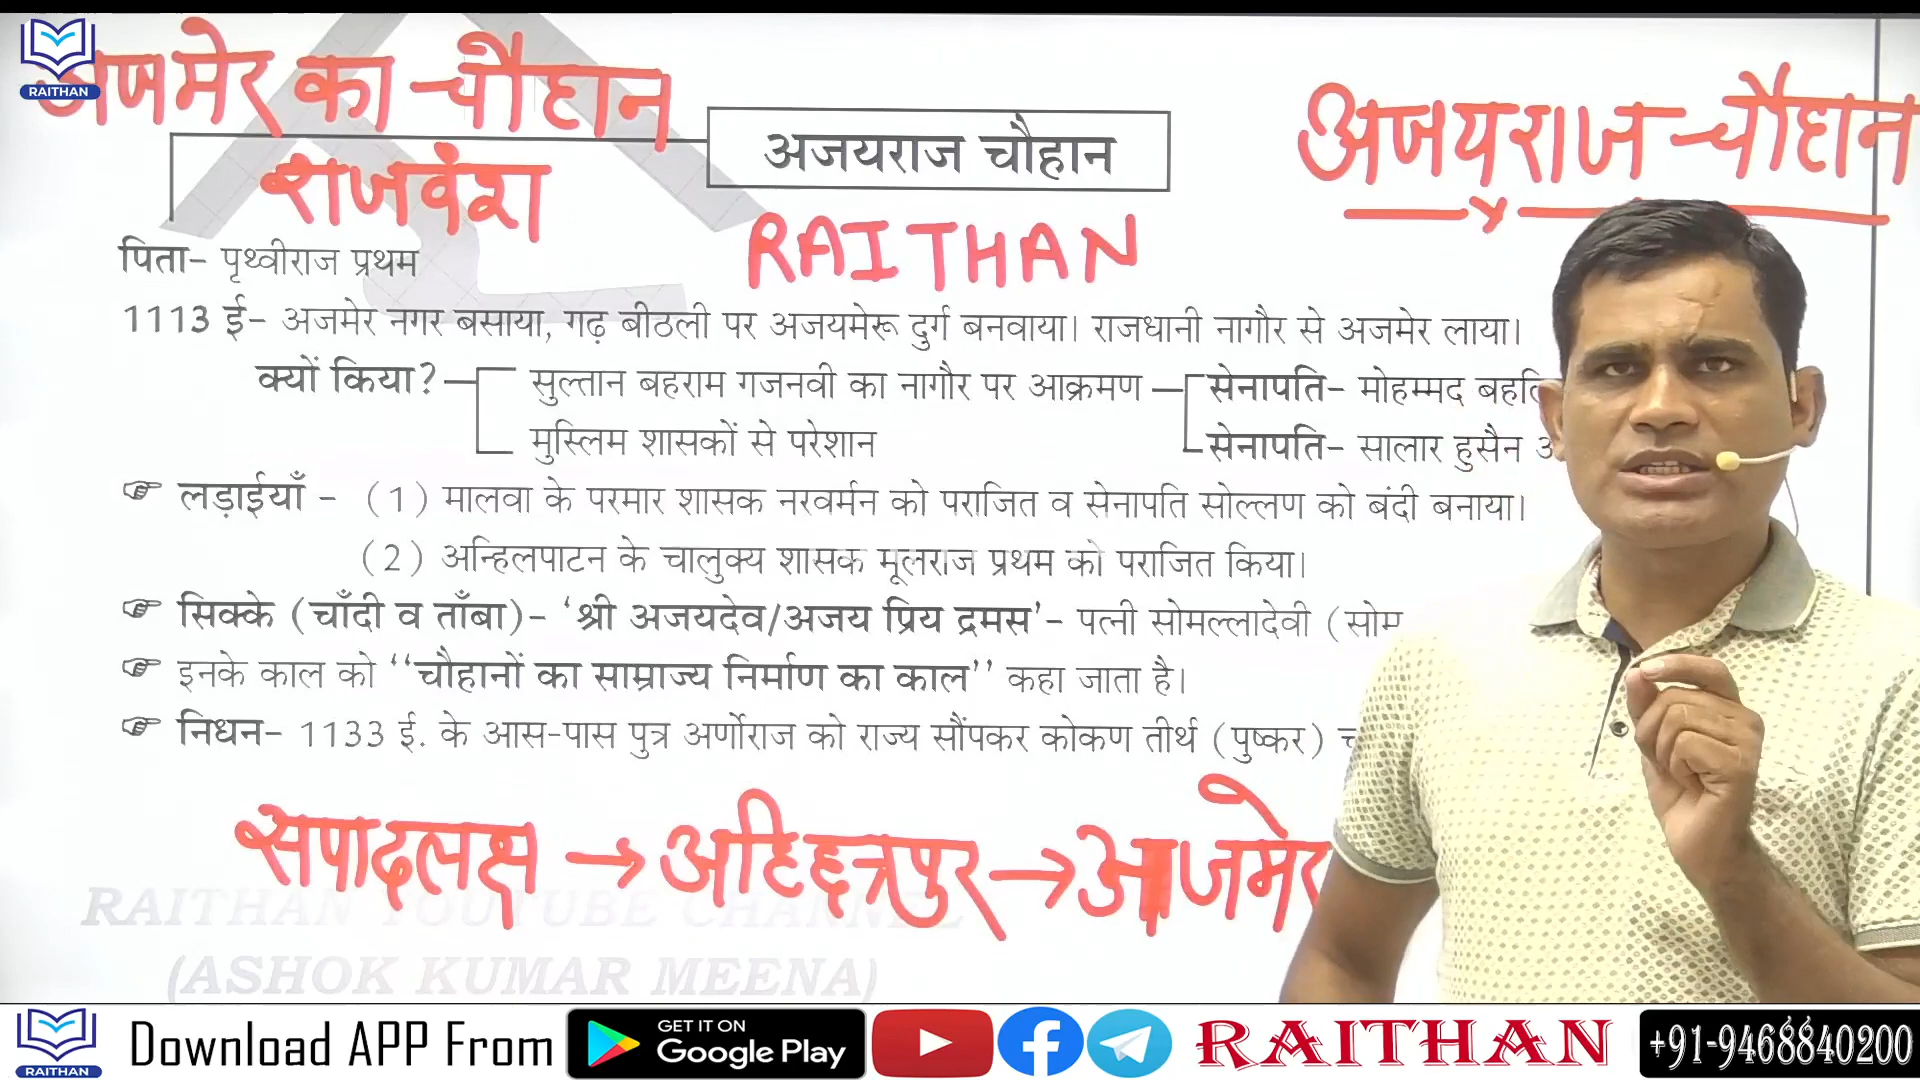 RAITHAN
अजमेर का चौहान
राजवंश
अजयराज चौहान
अजयराज चौहान
RAITHAN
पिता- पृथ्वीराज प्रथम
1113 ई- अजमेर नगर बसाया, गढ़ बीठली पर अजयमेरू दुर्ग बनवाया। राजधानी नागौर से अजमेर लाया।
क्यों किया? सुल्तान बहराम गजनवी का नागौर पर आक्रमण सेनापति- मोहम्मद
मुस्लिम शासकों से परेशान सेनापति- सालार हुसैन
लड़ाईयाँ - (1) मालवा के परमार शासक नरवर्मन को पराजित व सेनापति सोल्लण को बंदी बनाया।
(2) अन्हिलपाटन के चालुक्य शासक मूलराज प्रथम को पराजित किया।
सिक्के (चाँदी व ताँबा)- ‘श्री अजयदेव/अजय प्रिय द्रमस’- पत्नी सोमल्लादेवी
इनके काल को ‘‘चौहानों का साम्राज्य निर्माण का काल’’ कहा जाता है।
निधन- 1133 ई. के आस-पास पुत्र अर्णोराज को राज्य सौंपकर कोकण तीर्थ (पुष्कर)
सपादलक्ष → अहिछत्रपुर → अजमेर
RAITHAN YOUTUBE CHANNEL
(ASHOK KUMAR MEENA)
RAITHAN
Download APP From
GET IT ON
Google Play
RAITHAN
+91-9468840200